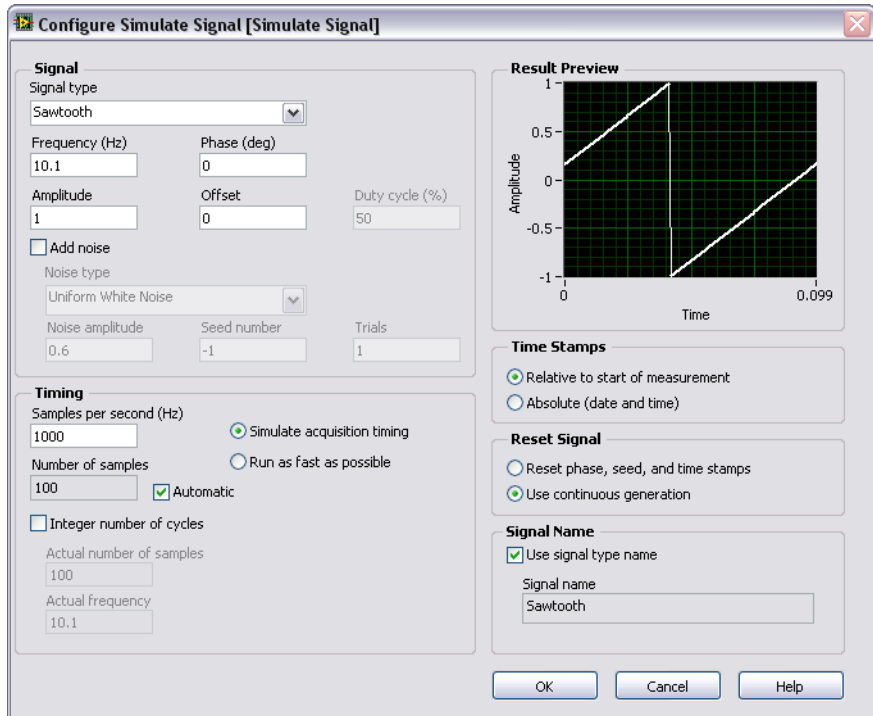 Configure Simulate Signal [Simulate Signal]
Signal
Signal type
Sawtooth
Frequency (Hz) Phase (deg)
10.1 0
Amplitude Offset Duty cycle (%)
1 0 50
Add noise
Noise type
Uniform White Noise
Noise amplitude Seed number Trials
0.6 -1 1
Timing
Samples per second (Hz)
1000
Simulate acquisition timing
Number of samples
Run as fast as possible
100 Automatic
Integer number of cycles
Actual number of samples
100
Actual frequency
10.1
Result Preview
1
0.5
0
-0.5
-1
Amplitude
0 0.099
Time
Time Stamps
Relative to start of measurement
Absolute (date and time)
Reset Signal
Reset phase, seed, and time stamps
Use continuous generation
Signal Name
Use signal type name
Signal name
Sawtooth
OK Cancel Help